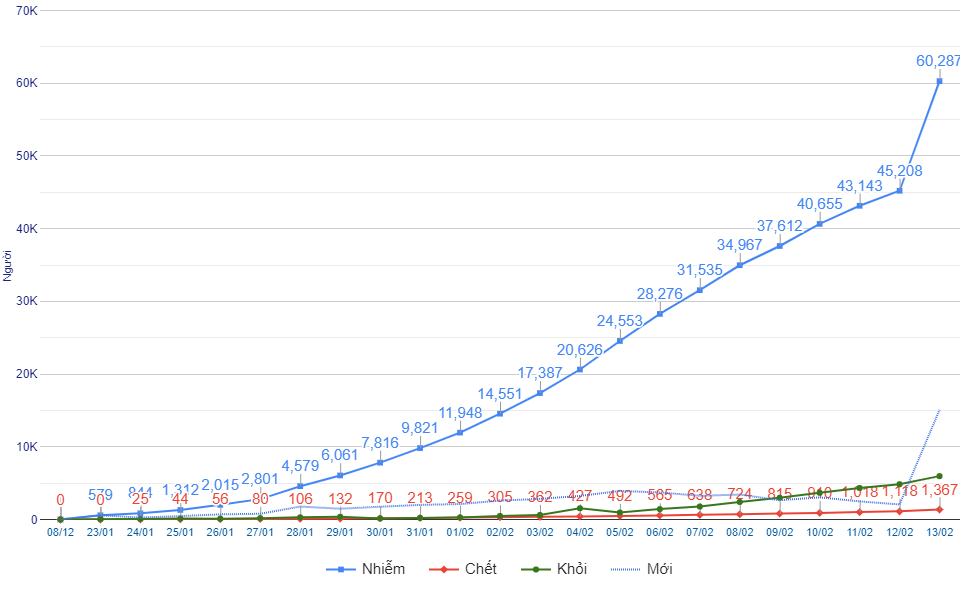 70K
60K
50K
40K
30K
20K
10K
0
Người
579 844 1,312 2,015 2,801 4,579 6,061 7,816 9,821 11,948 14,551 17,387 20,626 24,553 28,276 31,535 34,967 37,612 40,655 43,143 45,208 60,287
0 0 25 44 56 80 106 132 170 213 259 305 362 427 492 565 638 724 815 910 1,018 1,118 1,367
08/12 23/01 24/01 25/01 26/01 27/01 28/01 29/01 30/01 31/01 01/02 02/02 03/02 04/02 05/02 06/02 07/02 08/02 09/02 10/02 11/02 12/02 13/02
Nhiễm Chết Khỏi Mới